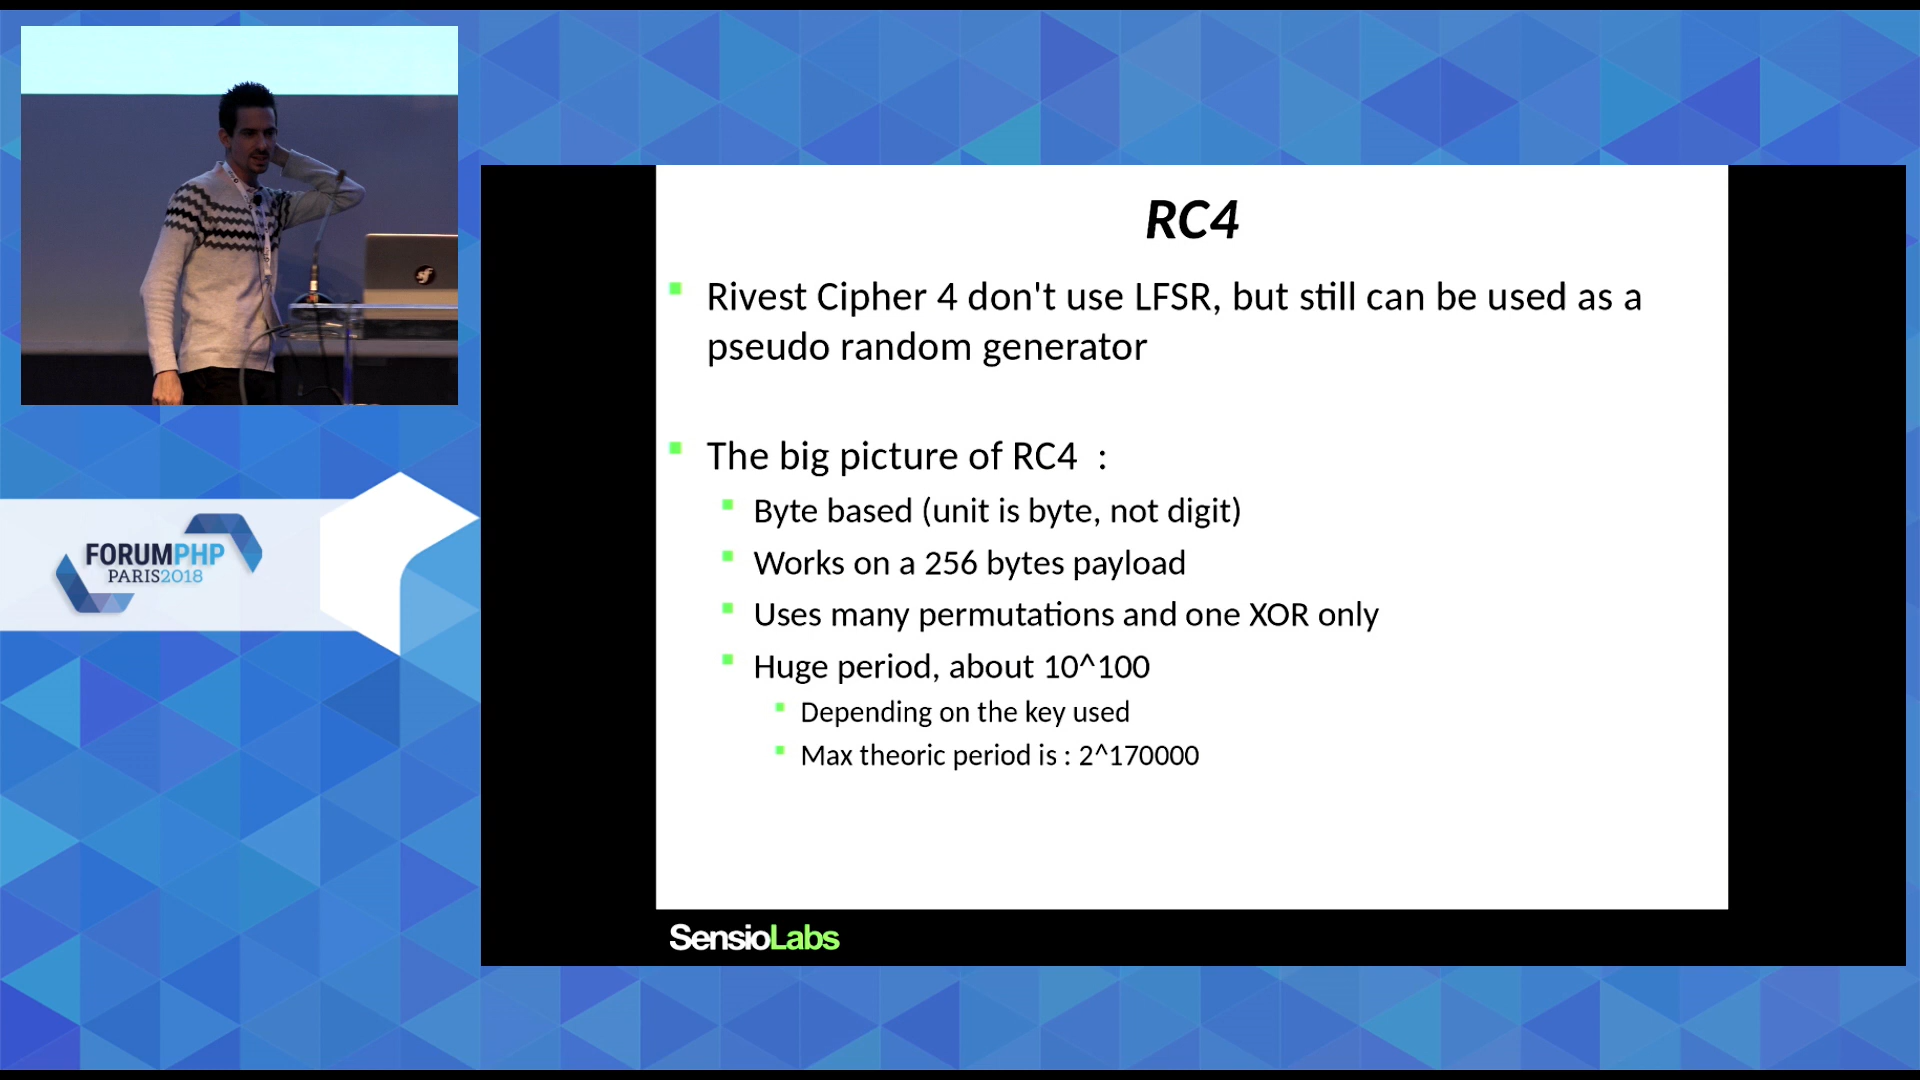 RC4
Rivest Cipher 4 don't use LFSR, but still can be used as a
pseudo random generator
The big picture of RC4  :
Byte based (unit is byte, not digit)
Works on a 256 bytes payload
Uses many permutations and one XOR only
Huge period, about 10^100
Depending on the key used
Max theoric period is : 2^170000
FORUMPHP
PARIS2018
SensioLabs